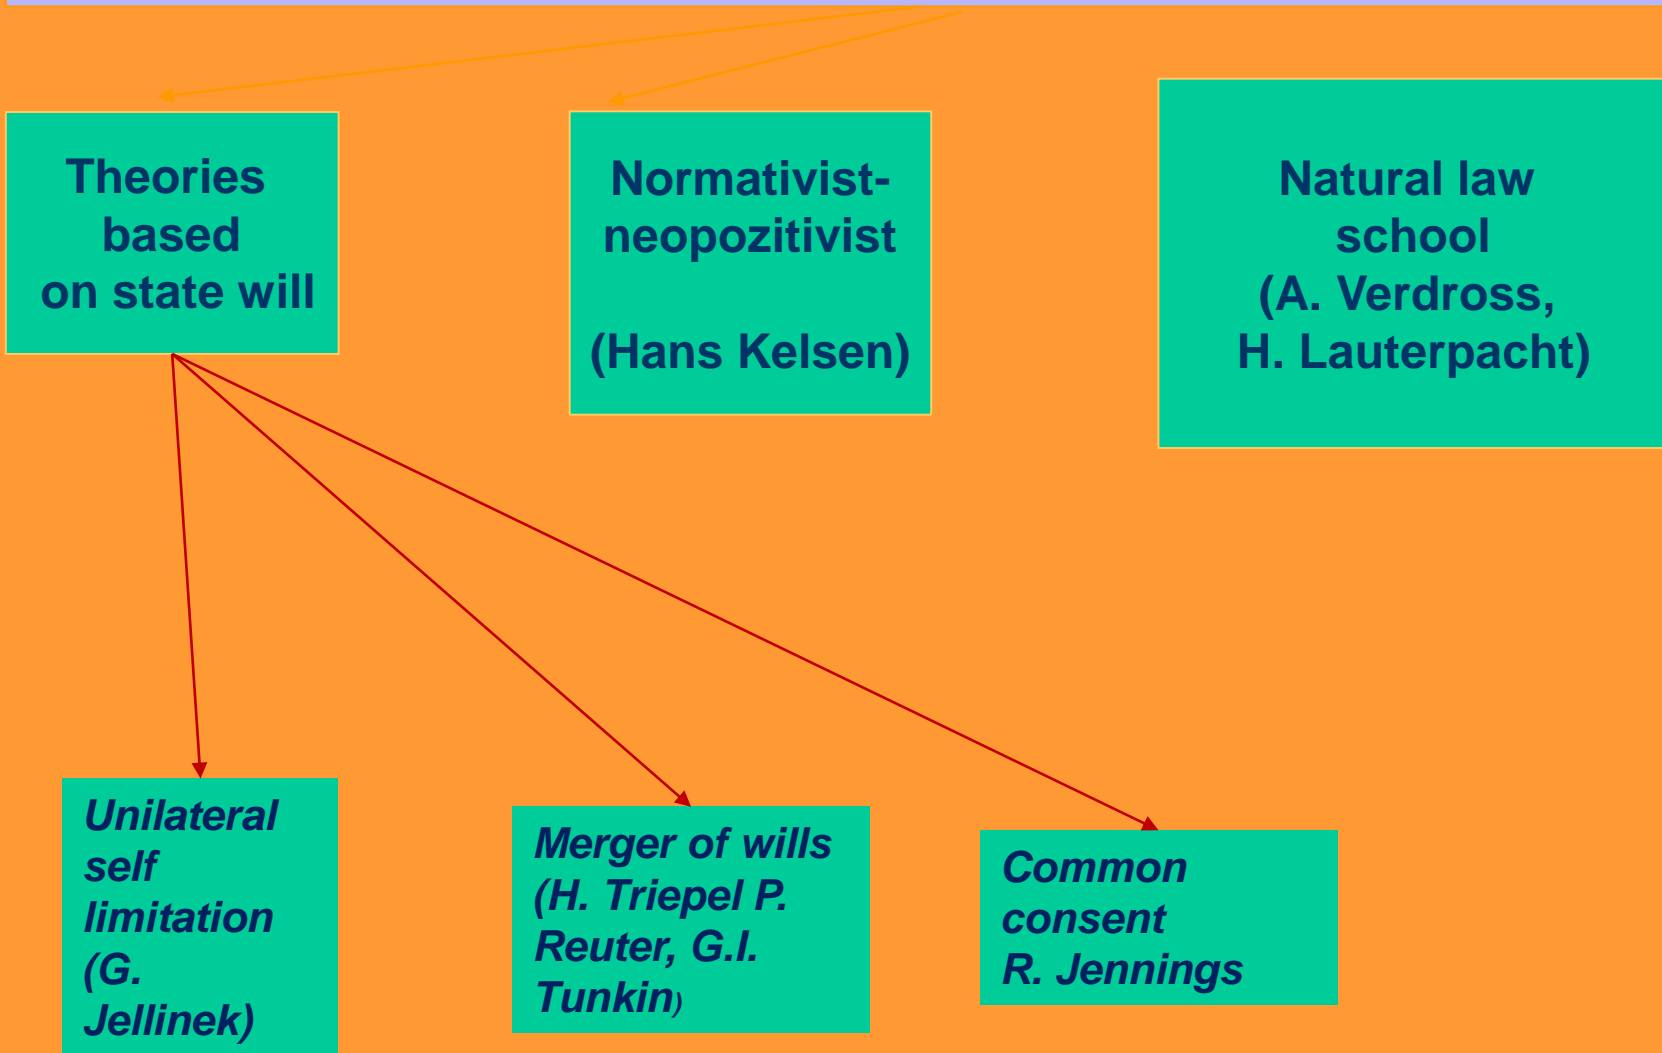 Theories
based
on state will
Normativist-
neopozitivist
(Hans Kelsen)
Natural law
school
(A. Verdross,
H. Lauterpacht)
Unilateral
self
limitation
(G.
Jellinek)
Merger of wills
(H. Triepel P.
Reuter, G.I.
Tunkin)
Common
consent
R. Jennings